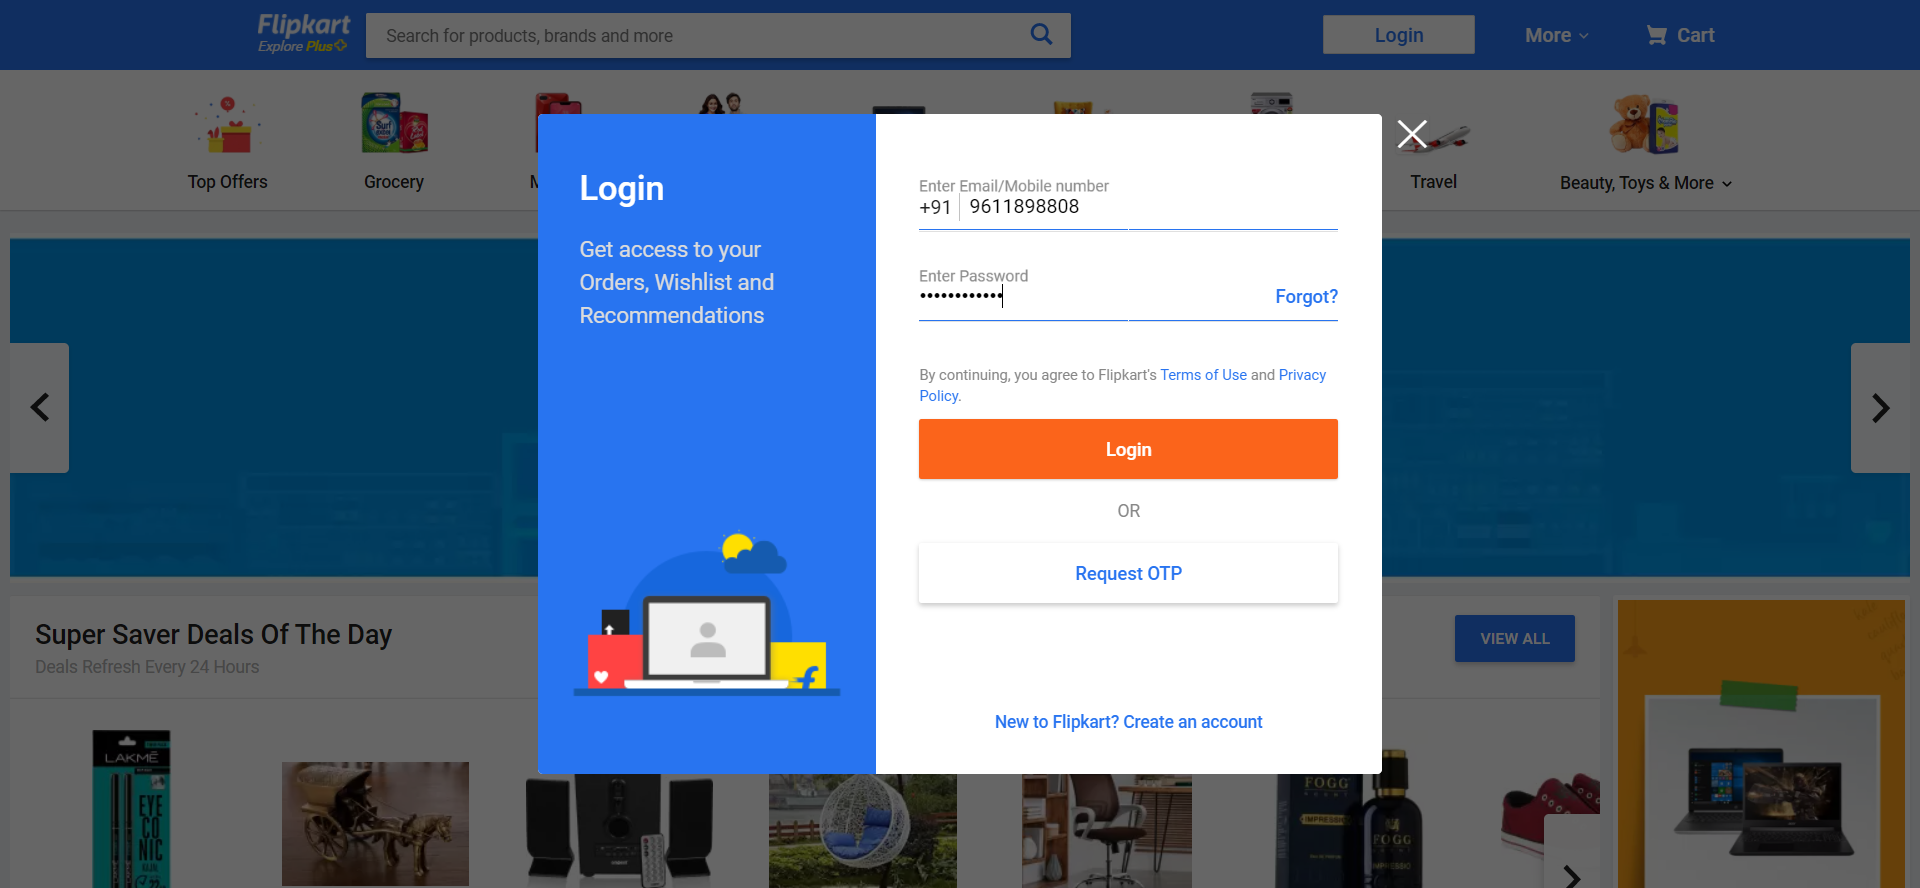 Flipkart
Explore Plus
Search for products, brands and more
Login
More
Cart
Top Offers
Grocery
M
Travel
Beauty, Toys & More
Login
Get access to your
Orders, Wishlist and
Recommendations
Enter Email/Mobile number
+91 9611898808
Enter Password
••••••••••••
Forgot?
By continuing, you agree to Flipkart's Terms of Use and Privacy
Policy.
Login
OR
Request OTP
New to Flipkart? Create an account
Super Saver Deals Of The Day
Deals Refresh Every 24 Hours
VIEW ALL
LAKMÉ
EYE
CO
NIC
KAJAL
FOGG
IMPRESSIO
FOGG
IMPRESSIO